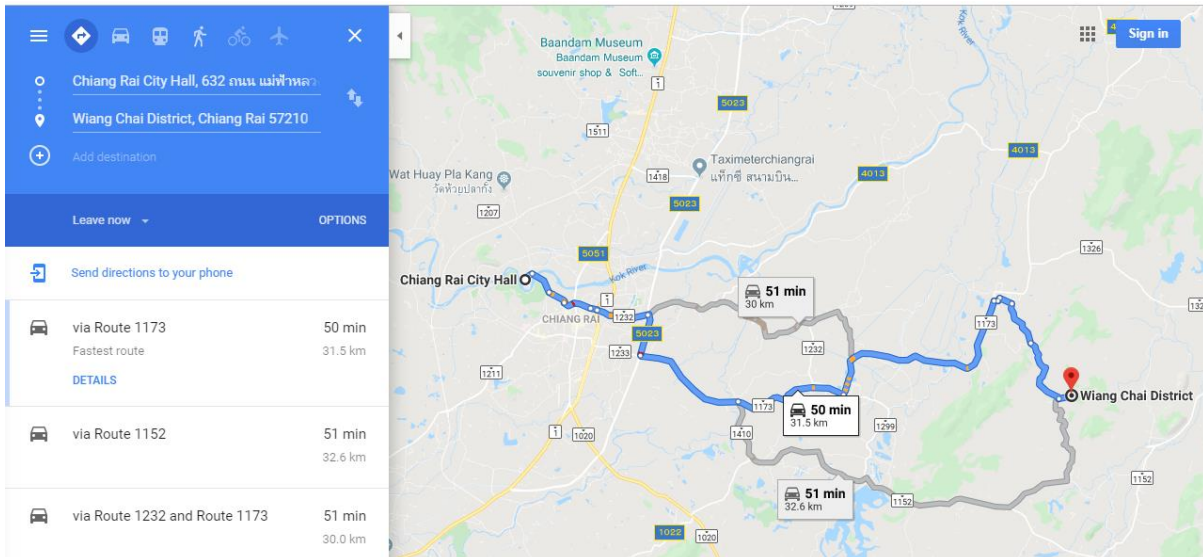 Chiang Rai City Hall, 632 ถนน แม่ฟ้าหลว
Wiang Chai District, Chiang Rai 57210
Add destination
Leave now
OPTIONS
Send directions to your phone
via Route 1173
50 min
Fastest route
31.5 km
DETAILS
via Route 1152
51 min
32.6 km
via Route 1232 and Route 1173
51 min
30.0 km
Sign in
Baandam Museum
Baandam Museum
souvenir shop & Soft...
Kok River
1
5023
1511
4013
Taximeterchiangrai
แท็กซี่ สนามบิน...
Wat Huay Pla Kang
วัดห้วยปลากั้ง
1418
4013
5023
1207
5051
1326
Kok River
Chiang Rai City Hall
51 min
30 km
1
CHIANG RAI
1232
1173
5023
1233
1232
1211
Wiang Chai District
1173
50 min
31.5 km
1299
1
1020
1410
1152
51 min
32.6 km
1152
1022
1020